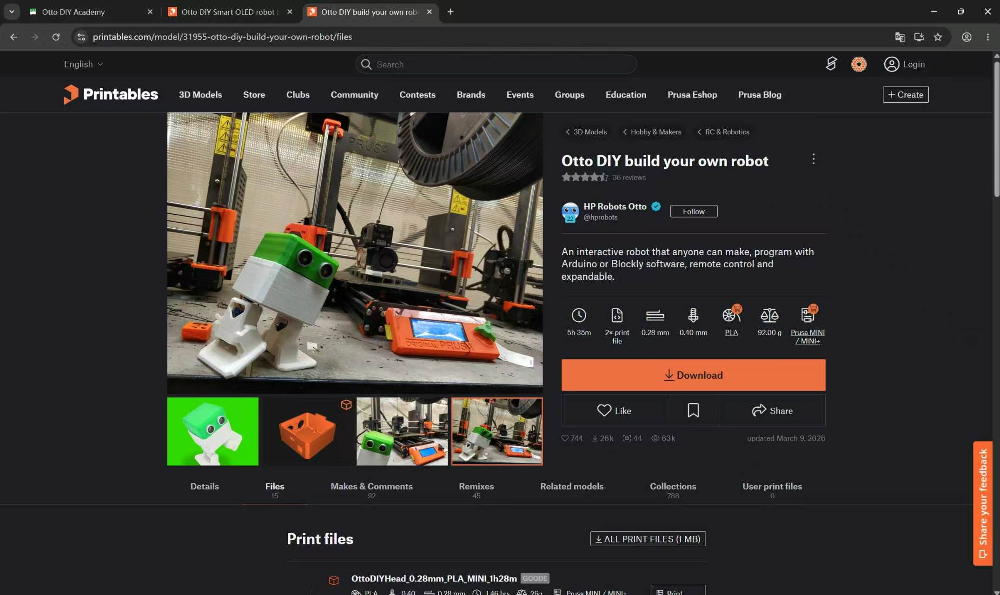 Otto DIY Academy
Otto DIY Smart OLED robot
Otto DIY build your own rob
printables.com/model/31955-otto-diy-build-your-own-robot/files
English
Search
Login
Printables
3D Models
Store
Clubs
Community
Contests
Brands
Events
Groups
Education
Prusa Eshop
Prusa Blog
+ Create
PRUSA
ORIGINAL PRUSA
3D Models
Hobby & Makers
RC & Robotics
Otto DIY build your own robot
36 reviews
22
HP Robots Otto
@hprobots
Follow
An interactive robot that anyone can make, program with
Arduino or Blockly software, remote control and
expandable.
5h 35m
2× print
file
0.28 mm
0.40 mm
PLA
92.00 g
Prusa MINI
/ MINI+
Download
Like
Share
744
26k
44
63k
updated March 9, 2026
Details
Files
15
Makes & Comments
92
Remixes
45
Related models
Collections
788
User print files
0
Share your feedback
Print files
ALL PRINT FILES (1 MB)
OttoDIYHead_0.28mm_PLA_MINI_1h28m GCODE
PLA 0.40 0.28 mm 1.46 hrs 26g Prusa MINI / MINI+
Print